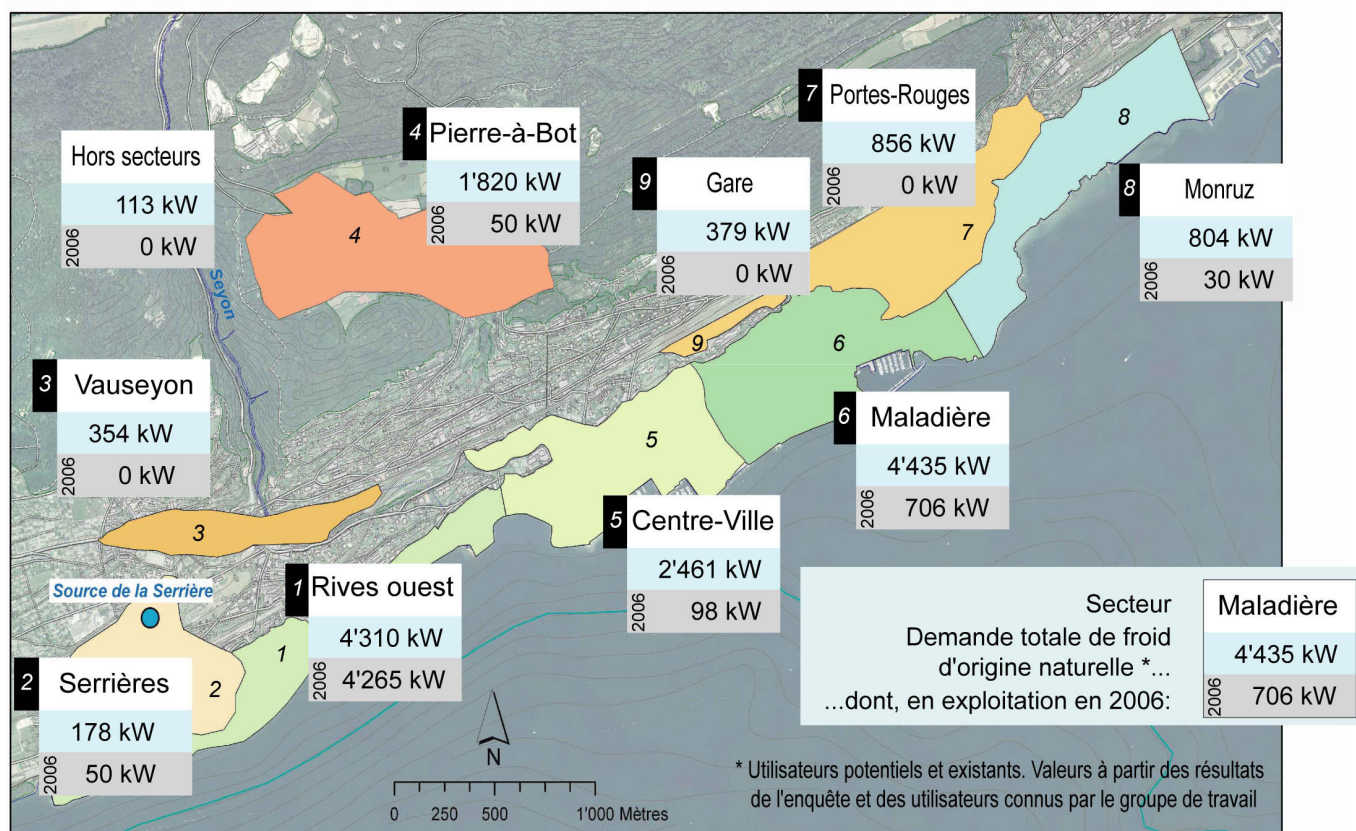 7 Portes-Rouges
856 kW
2006 0 kW
4 Pierre-à-Bot
1'820 kW
2006 50 kW
Hors secteurs
113 kW
2006 0 kW
9 Gare
379 kW
2006 0 kW
8 Monruz
804 kW
2006 30 kW
8
7
4
Seyon
6
9
3 Vauseyon
354 kW
2006 0 kW
6 Maladière
4'435 kW
2006 706 kW
5
3
5 Centre-Ville
2'461 kW
2006 98 kW
Source de la Serrière
1 Rives ouest
4'310 kW
2006 4'265 kW
1
2
2 Serrières
178 kW
2006 50 kW
Secteur
Demande totale de froid
d'origine naturelle *...
...dont, en exploitation en 2006:
Maladière
4'435 kW
2006 706 kW
N
0 250 500 1'000 Mètres
* Utilisateurs potentiels et existants. Valeurs à partir des résultats
de l'enquête et des utilisateurs connus par le groupe de travail